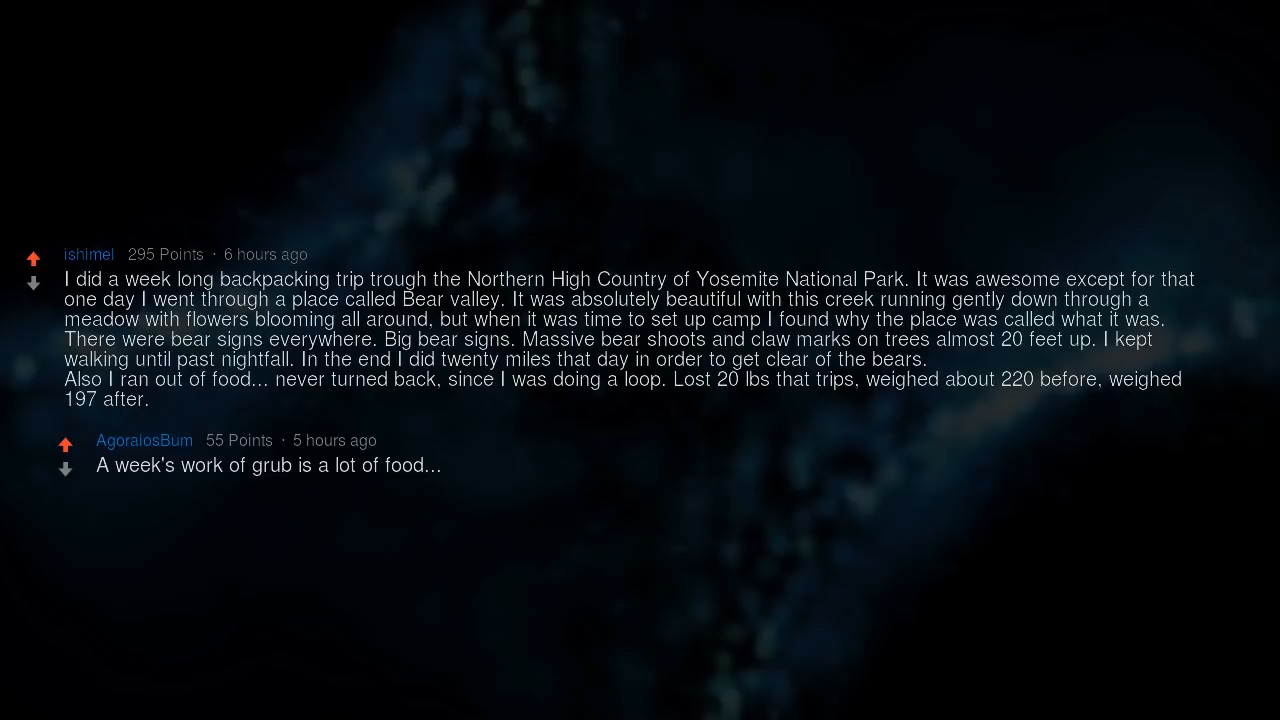 ishimel 295 Points · 6 hours ago
I did a week long backpacking trip trough the Northern High Country of Yosemite National Park. It was awesome except for that
one day I went through a place called Bear valley. It was absolutely beautiful with this creek running gently down through a
meadow with flowers blooming all around, but when it was time to set up camp I found why the place was called what it was.
There were bear signs everywhere. Big bear signs. Massive bear shoots and claw marks on trees almost 20 feet up. I kept
walking until past nightfall. In the end I did twenty miles that day in order to get clear of the bears.
Also I ran out of food... never turned back, since I was doing a loop. Lost 20 lbs that trips, weighed about 220 before, weighed
197 after.
AgoraiosBum 55 Points · 5 hours ago
A week's work of grub is a lot of food...